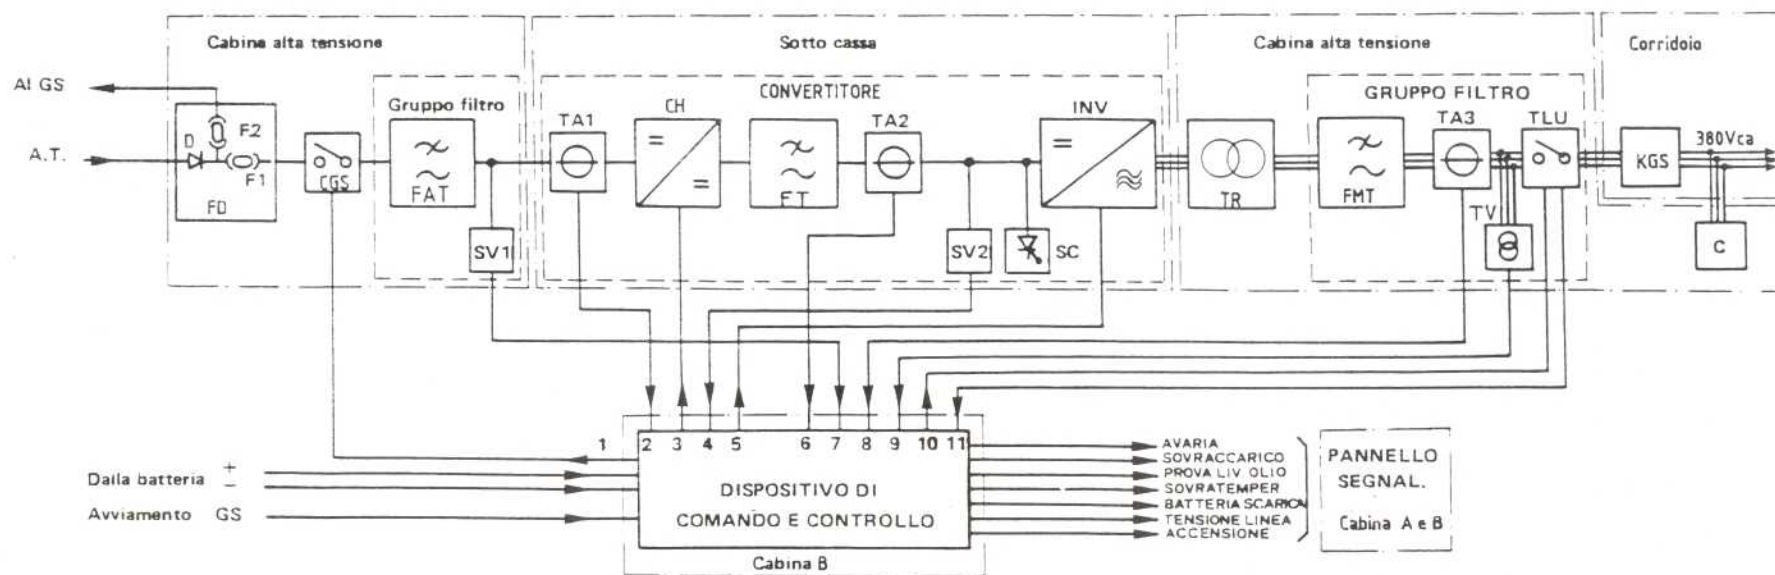 Cabina alta tensione
Sotto cassa
Cabina alta tensione
Corridoio
Al GS
Gruppo filtro
CONVERTITORE
GRUPPO FILTRO
TA1
CH
TA2
INV
TA3
TLU
D
F2
380Vca
A.T.
F1
CGS
KGS
FD
FAT
FT
TR
FMT
TV
SV1
SV2
SC
C
1
2
3
4
5
6
7
8
9
10
11
AVARIA
SOVRACCARICO
PROVA LIV. OLIO
SOVRATEMPER
BATTERIA SCARICA
TENSIONE LINEA
ACCENSIONE
PANNELLO
SEGNAL.
Cabina A e B
Dalla batteria + −
Avviamento GS
DISPOSITIVO DI
COMANDO E CONTROLLO
Cabina B